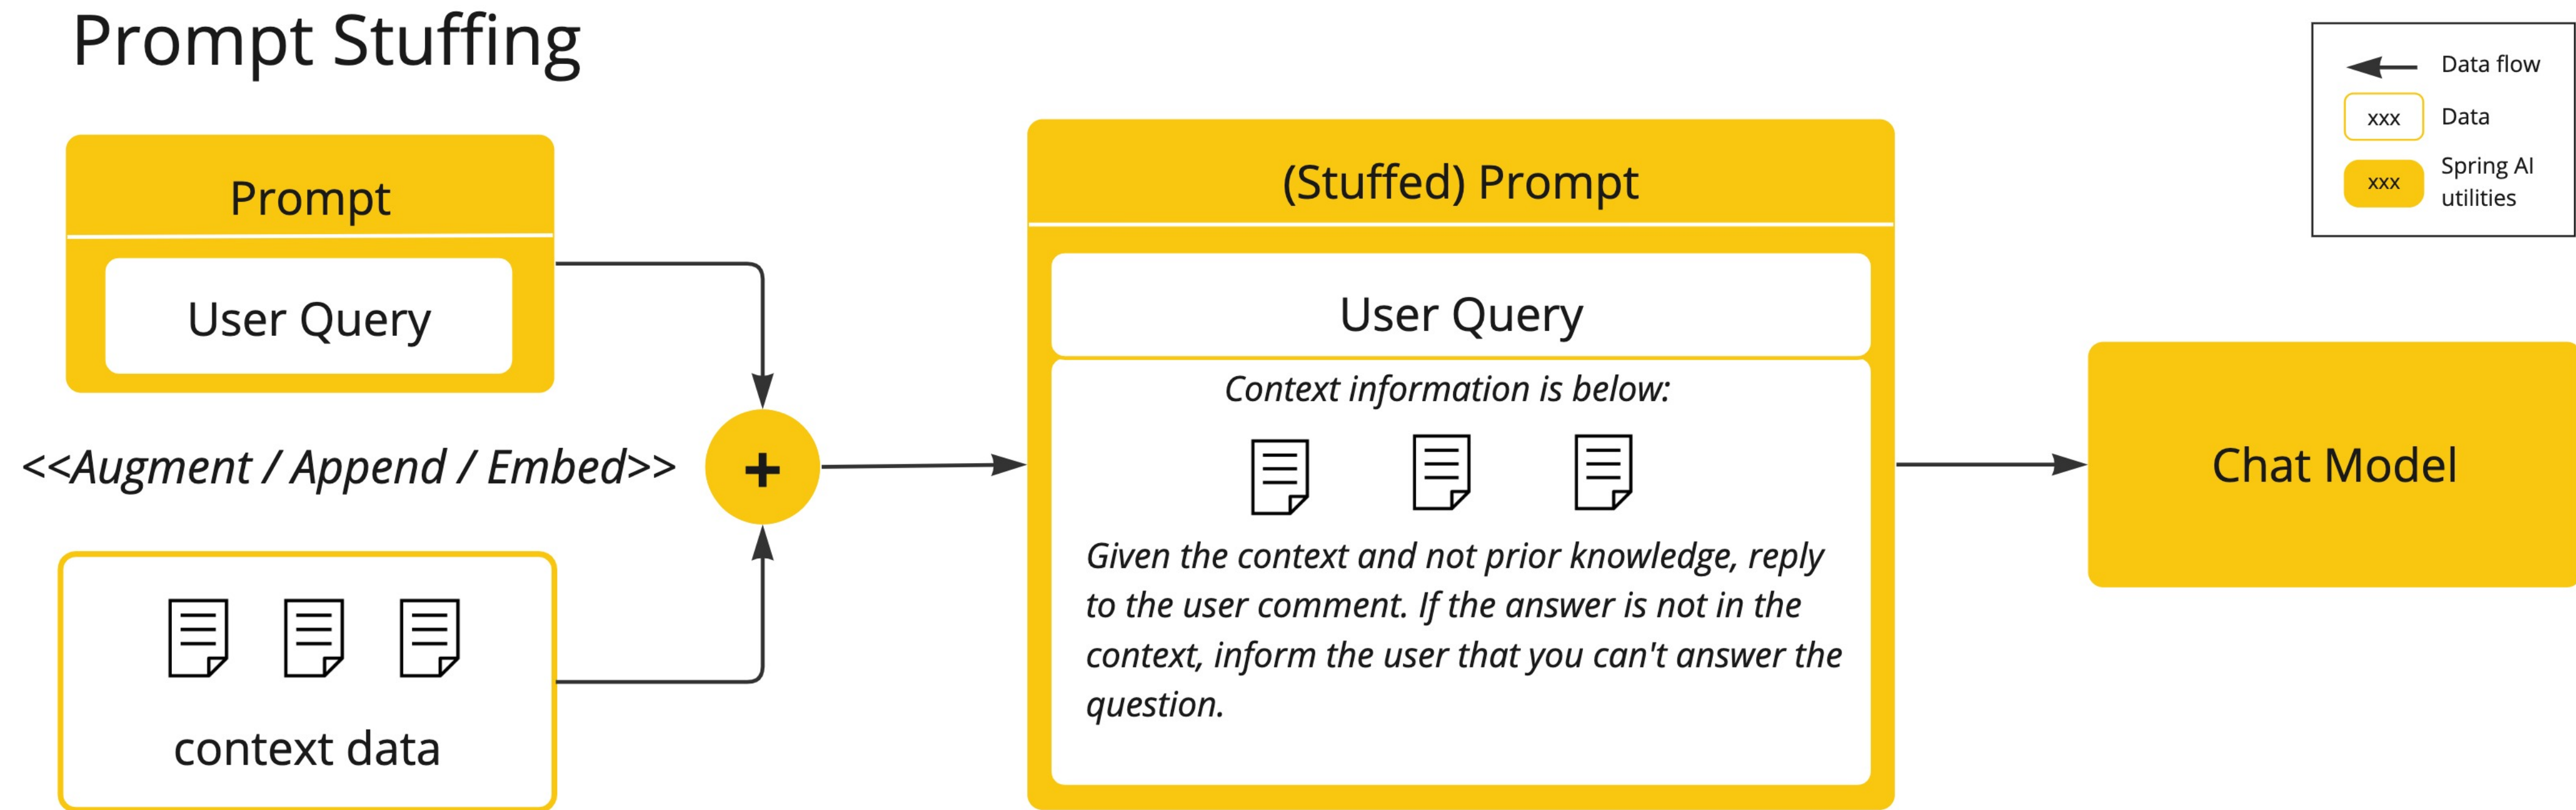 Prompt Stuffing
Prompt
User Query
<<Augment / Append / Embed>>
+
context data
(Stuffed) Prompt
User Query
Context information is below:
Given the context and not prior knowledge, reply
to the user comment. If the answer is not in the
context, inform the user that you can't answer the
question.
Chat Model
Data flow
xxx
Data
xxx
Spring AI
utilities